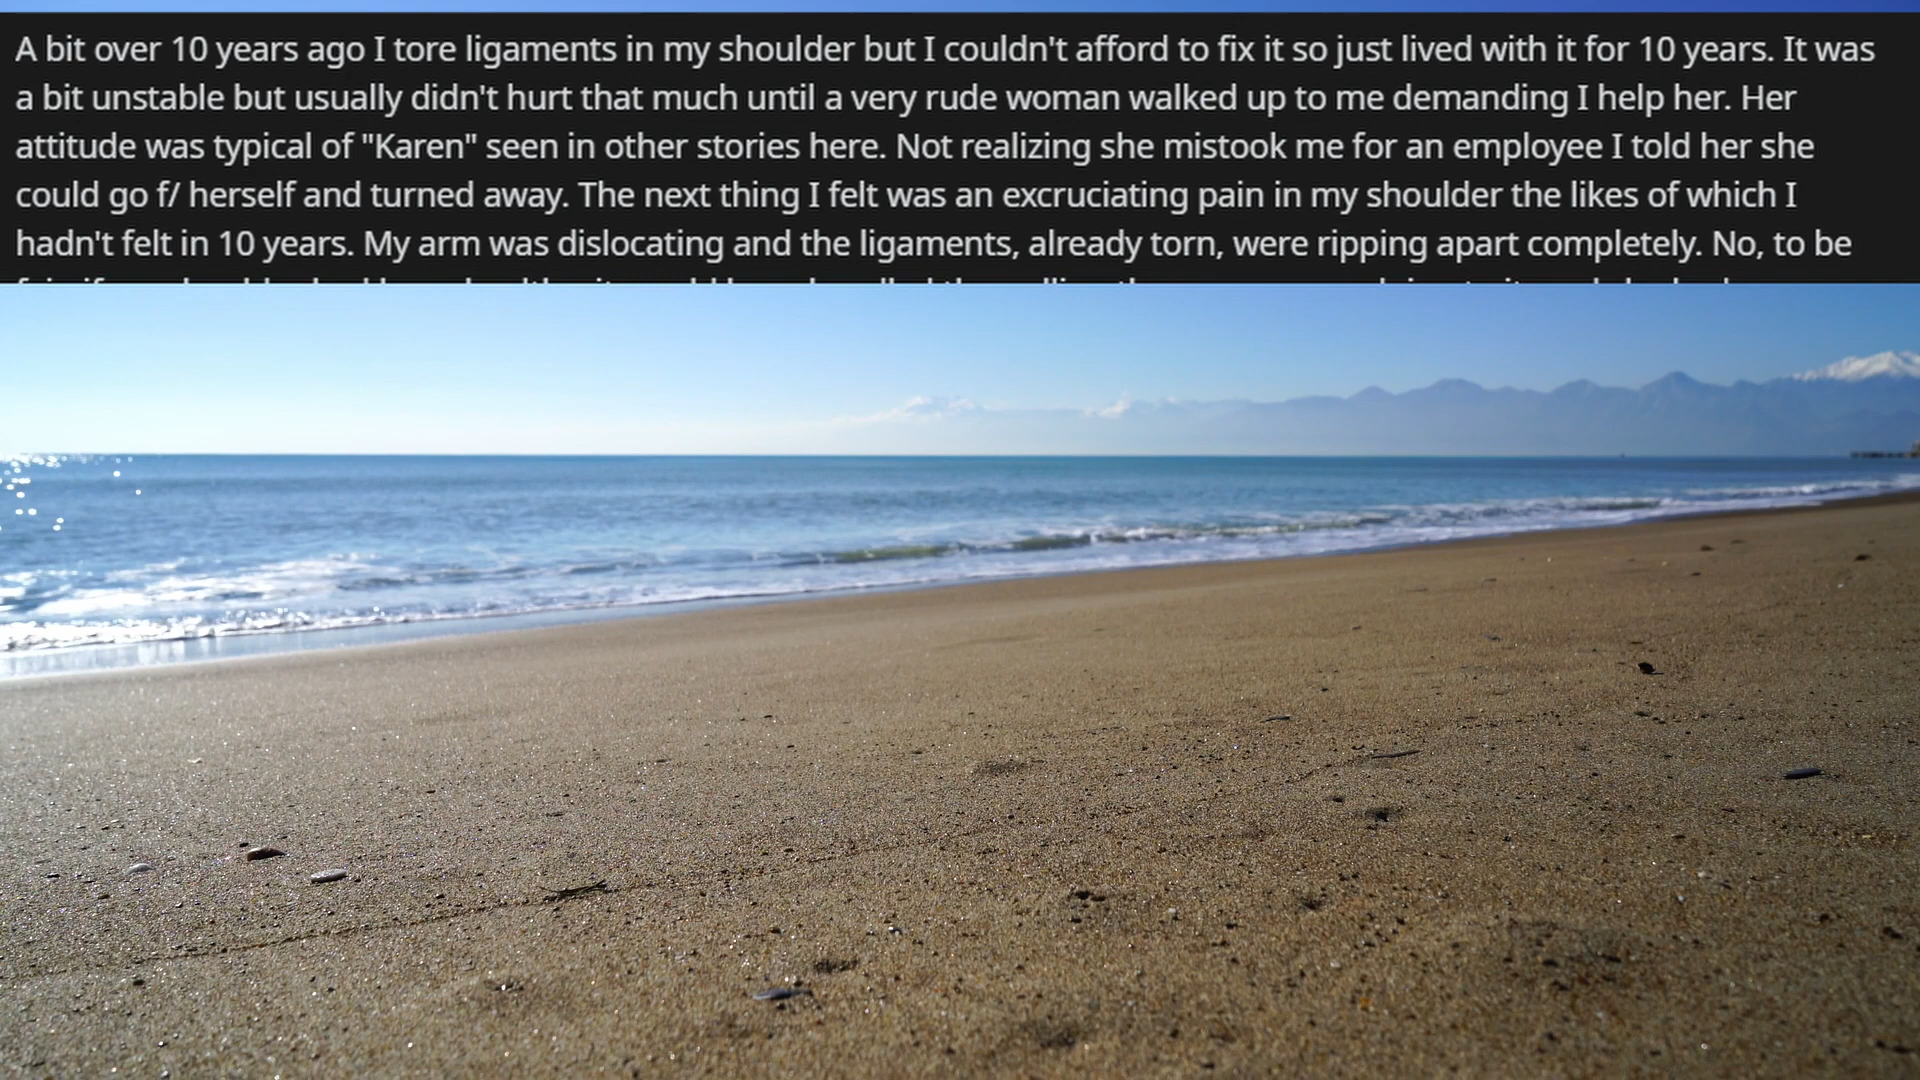 A bit over 10 years ago I tore ligaments in my shoulder but I couldn't afford to fix it so just lived with it for 10 years. It was
a bit unstable but usually didn't hurt that much until a very rude woman walked up to me demanding I help her. Her
attitude was typical of "Karen" seen in other stories here. Not realizing she mistook me for an employee I told her she
could go f/ herself and turned away. The next thing I felt was an excruciating pain in my shoulder the likes of which I
hadn't felt in 10 years. My arm was dislocating and the ligaments, already torn, were ripping apart completely. No, to be